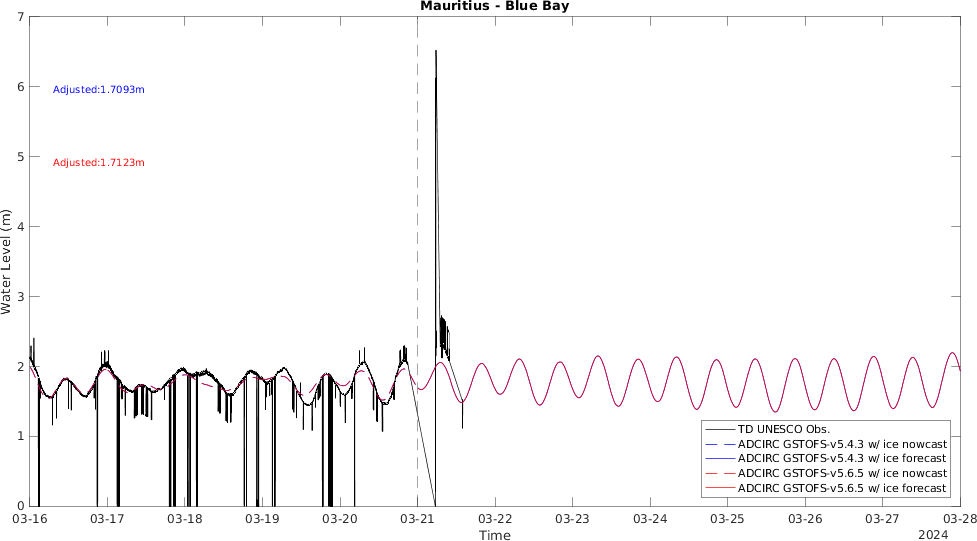 Mauritius - Blue Bay
7
6
5
4
3
2
1
0
Water Level (m)
Adjusted:1.7093m
Adjusted:1.7123m
TD UNESCO Obs.
ADCIRC GSTOFS-v5.4.3 w/ ice nowcast
ADCIRC GSTOFS-v5.4.3 w/ ice forecast
ADCIRC GSTOFS-v5.6.5 w/ ice nowcast
ADCIRC GSTOFS-v5.6.5 w/ ice forecast
03-16 03-17 03-18 03-19 03-20 03-21 03-22 03-23 03-24 03-25 03-26 03-27 03-28
Time
2024